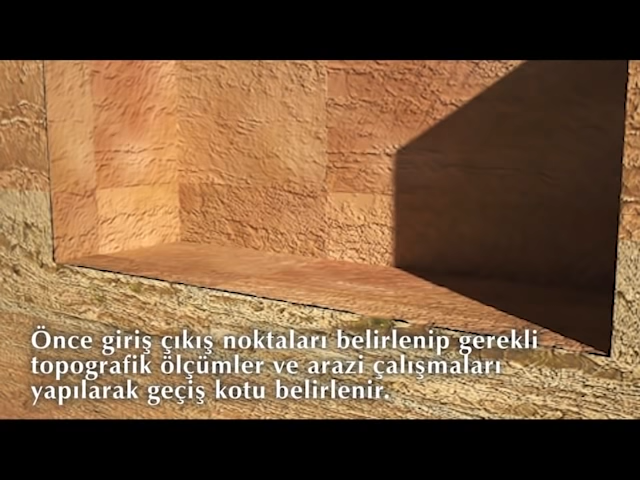 Önce giriş çıkış noktaları belirlenip gerekli
topografik ölçümler ve arazi çalışmaları
yapılarak geçiş kotu belirlenir.